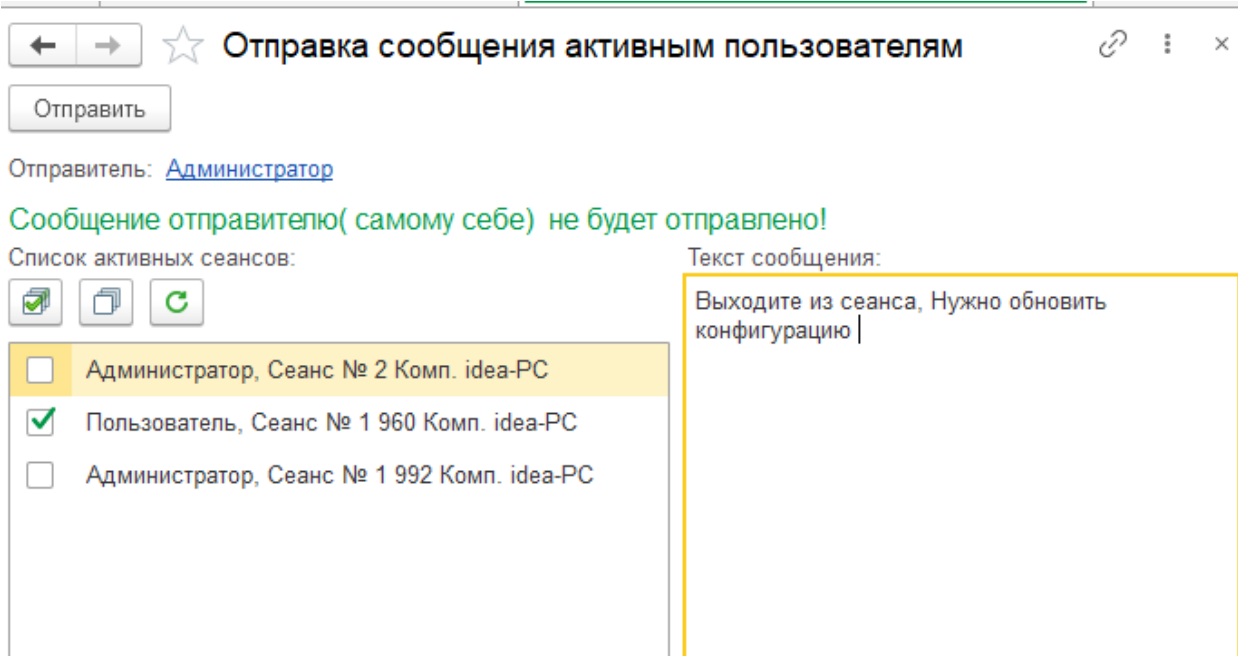 Отправка сообщения активным пользователям
Отправить
Отправитель: Администратор
Сообщение отправителю( самому себе) не будет отправлено!
Список активных сеансов:
Администратор, Сеанс № 2 Комп. idea-PC
Пользователь, Сеанс № 1 960 Комп. idea-PC
Администратор, Сеанс № 1 992 Комп. idea-PC
Текст сообщения:
Выходите из сеанса, Нужно обновить
конфигурацию